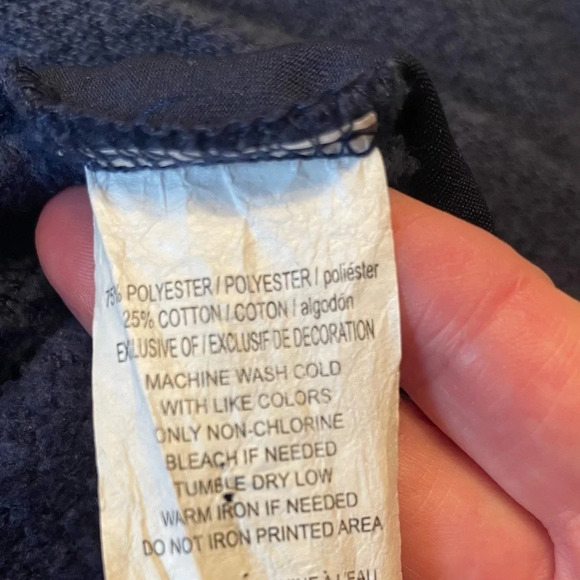 75% POLYESTER / POLYESTER / poliéster
25% COTTON / COTON / algodón
EXCLUSIVE OF / EXCLUSIF DE DECORATION
MACHINE WASH COLD
WITH LIKE COLORS
ONLY NON-CHLORINE
BLEACH IF NEEDED
TUMBLE DRY LOW
WARM IRON IF NEEDED
DO NOT IRON PRINTED AREA
À L'EAU